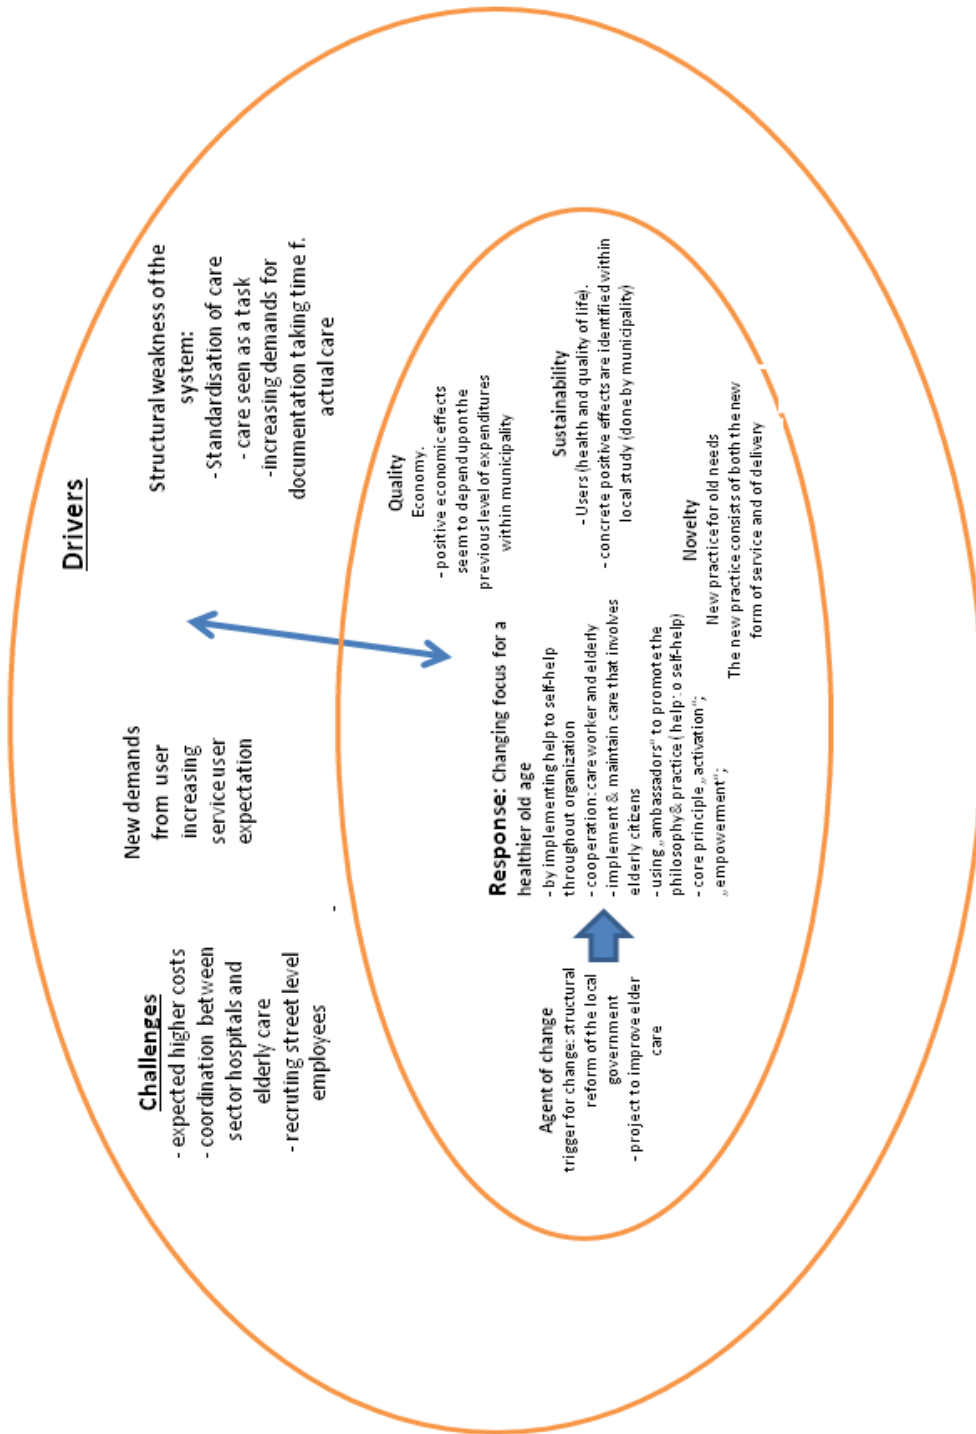 Drivers
Challenges
- expected higher costs
- coordination between
sector hospitals and
elderly care
- recruiting street level
employees
New demands
from user
increasing
service user
expectation
Structural weakness of the
system:
- Standardisation of care
- care seen as a task
-increasing demands for
documentation taking time f.
actual care
-
Agent of change
trigger for change: structural
reform of the local
government
- project to improve elder
care
Response: Changing focus for a
healthier old age
- by implementing help to self-help
throughout organization
- cooperation: care worker and elderly
- implement & maintain care that involves
elderly citizens
- using „ambassadors“ to promote the
philosophy & practice (help to self-help)
- core principle „activation“;
„empowerment“;
Quality
Economy.
- positive economic effects
seem to depend upon the
previous level of expenditures
within municipality
Sustainability
- Users (health and quality of life).
- concrete positive effects are identified within
local study (done by municipality)
Novelty
New practice for old needs
The new practice consists of both the new
form of service and of delivery